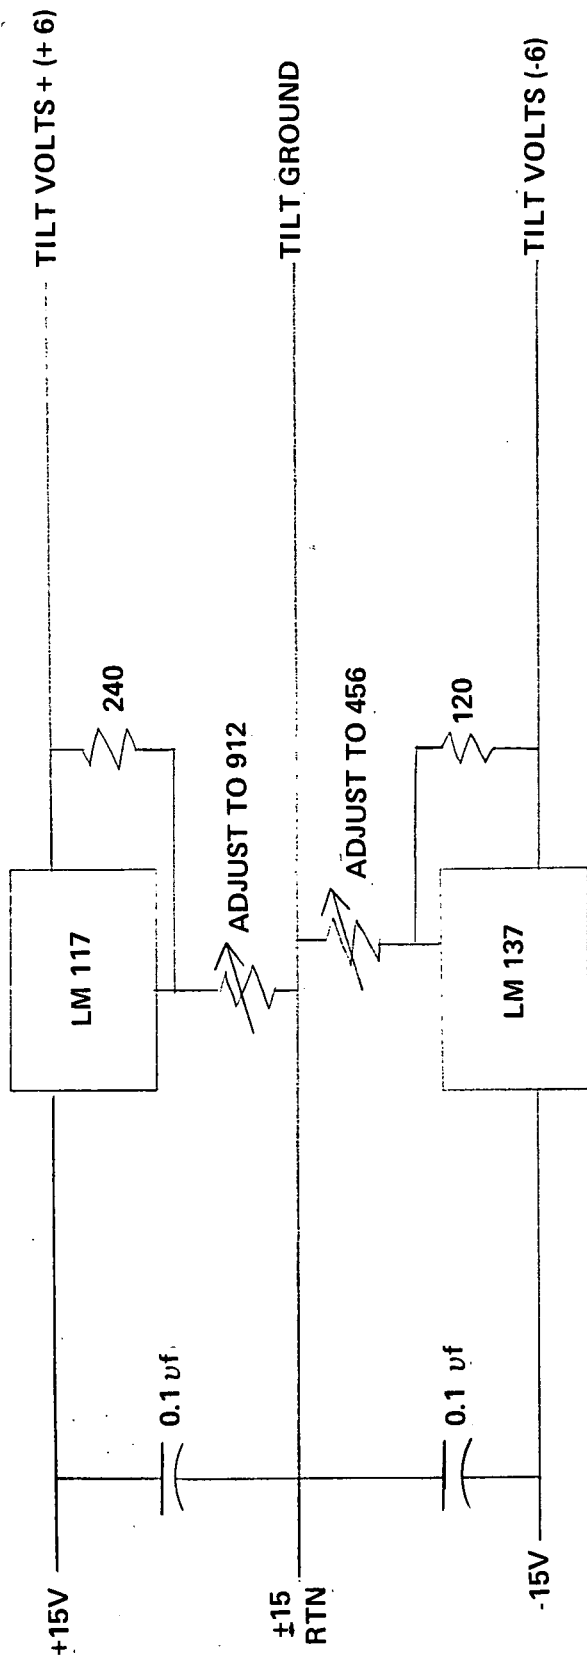 +15V
±15
RTN
-15V
0.1 υf
0.1 υf
LM 117
LM 137
240
ADJUST TO 912
ADJUST TO 456
120
TILT VOLTS + (+ 6)
TILT GROUND
TILT VOLTS (-6)